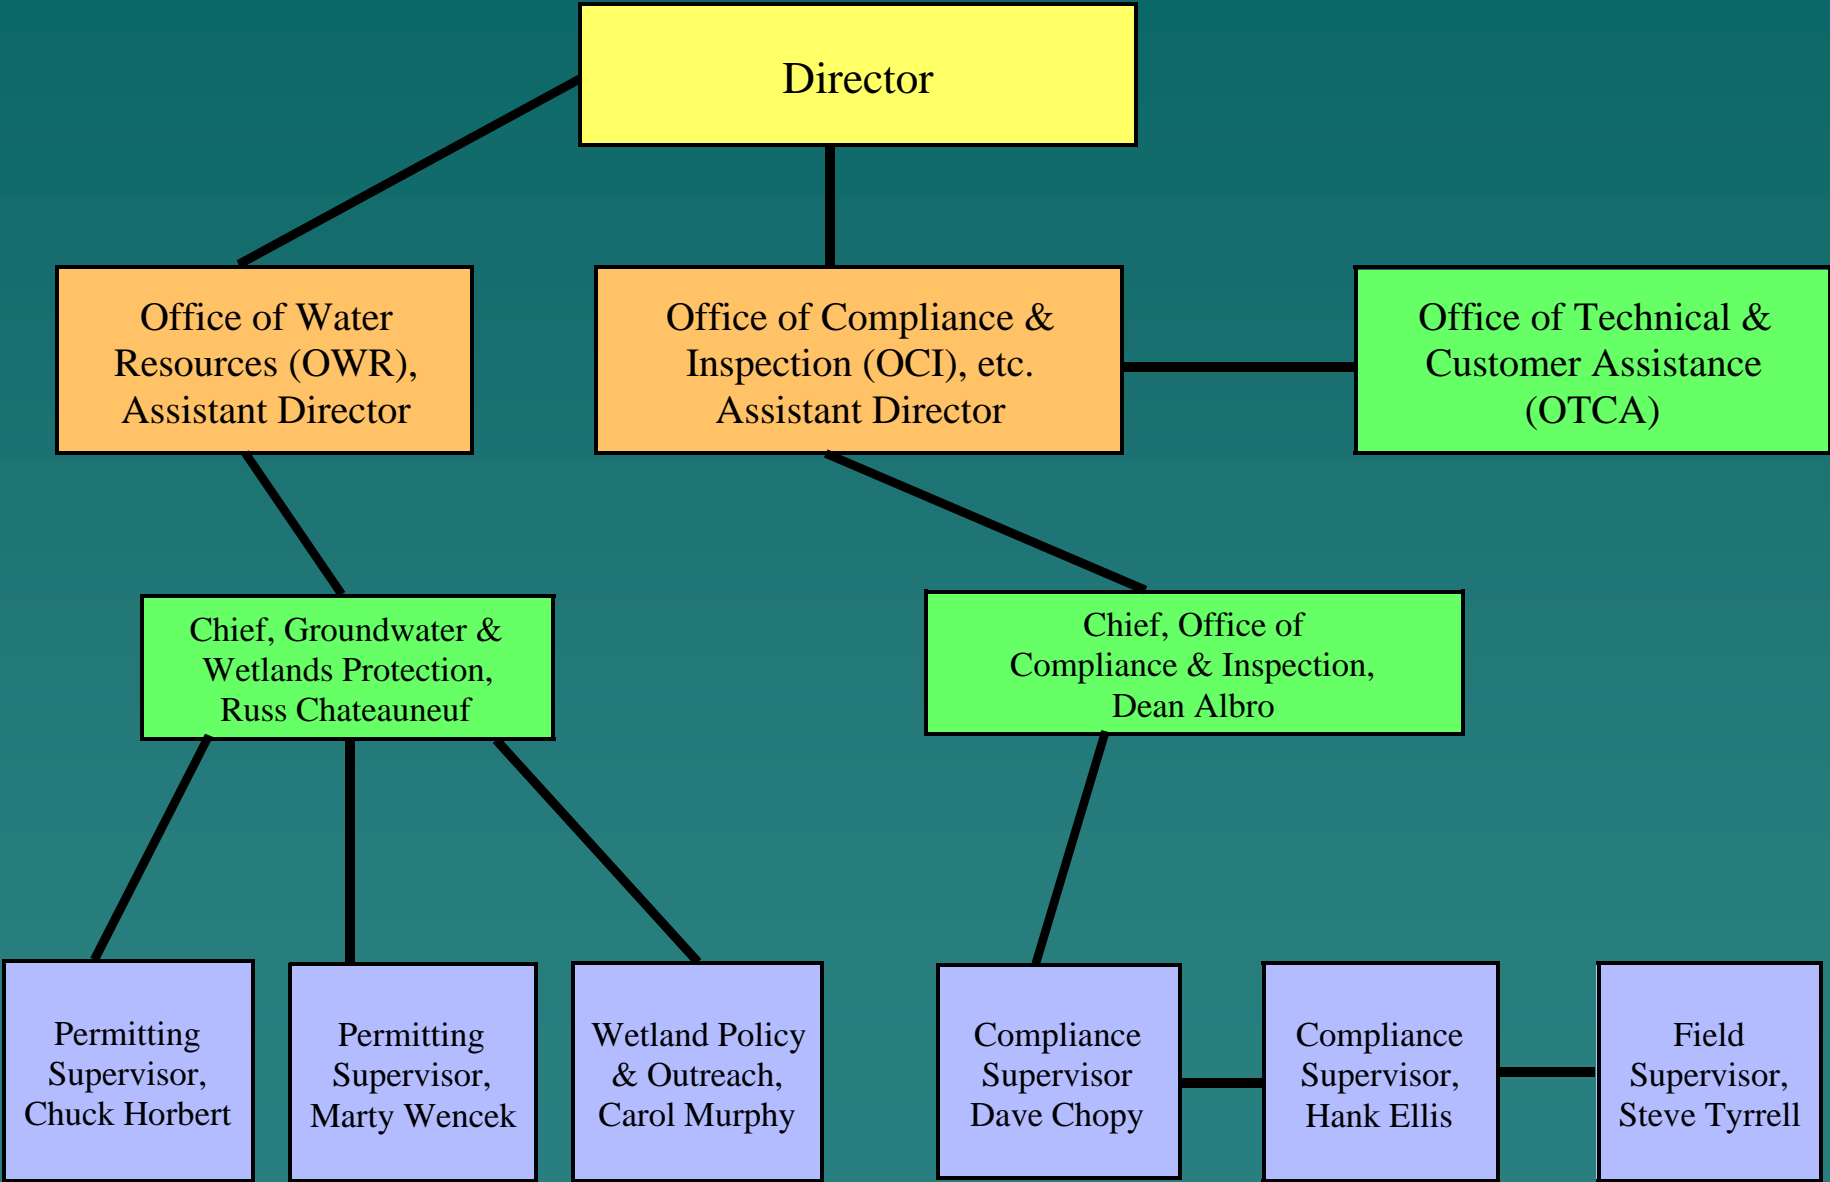 Director
Office of Water
Resources (OWR),
Assistant Director
Office of Compliance &
Inspection (OCI), etc.
Assistant Director
Office of Technical &
Customer Assistance
(OTCA)
Chief, Groundwater &
Wetlands Protection,
Russ Chateauneuf
Chief, Office of
Compliance & Inspection,
Dean Albro
Permitting
Supervisor,
Chuck Horbert
Permitting
Supervisor,
Marty Wencek
Wetland Policy
& Outreach,
Carol Murphy
Compliance
Supervisor
Dave Chopy
Compliance
Supervisor,
Hank Ellis
Field
Supervisor,
Steve Tyrrell